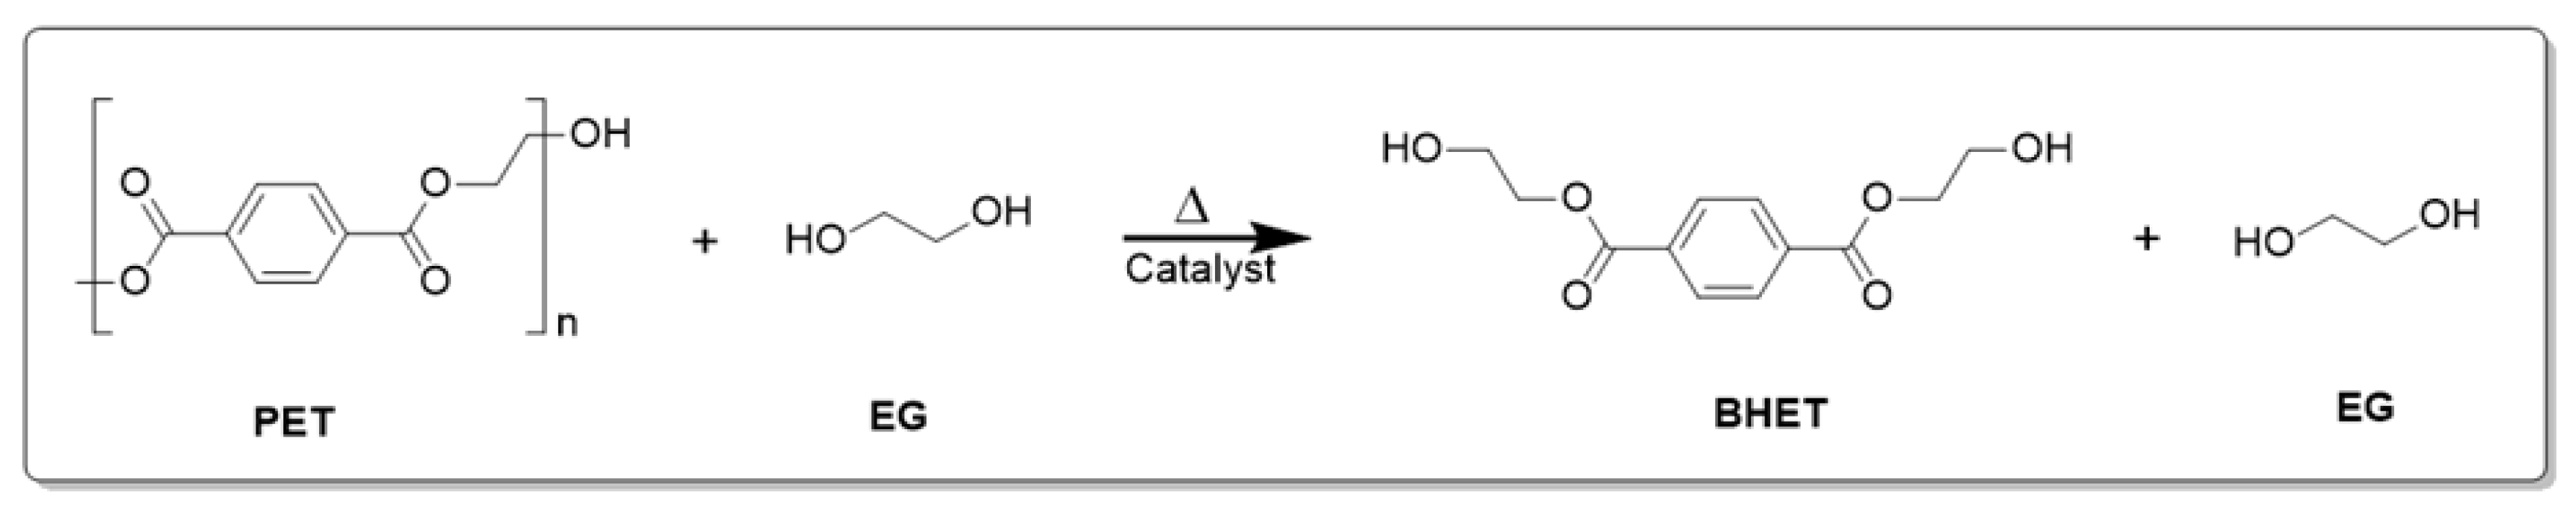 OH
O
O
O
O
n
+
HO
OH
Δ
Catalyst
HO
OH
O
O
O
O
+
HO
OH
PET
EG
BHET
EG